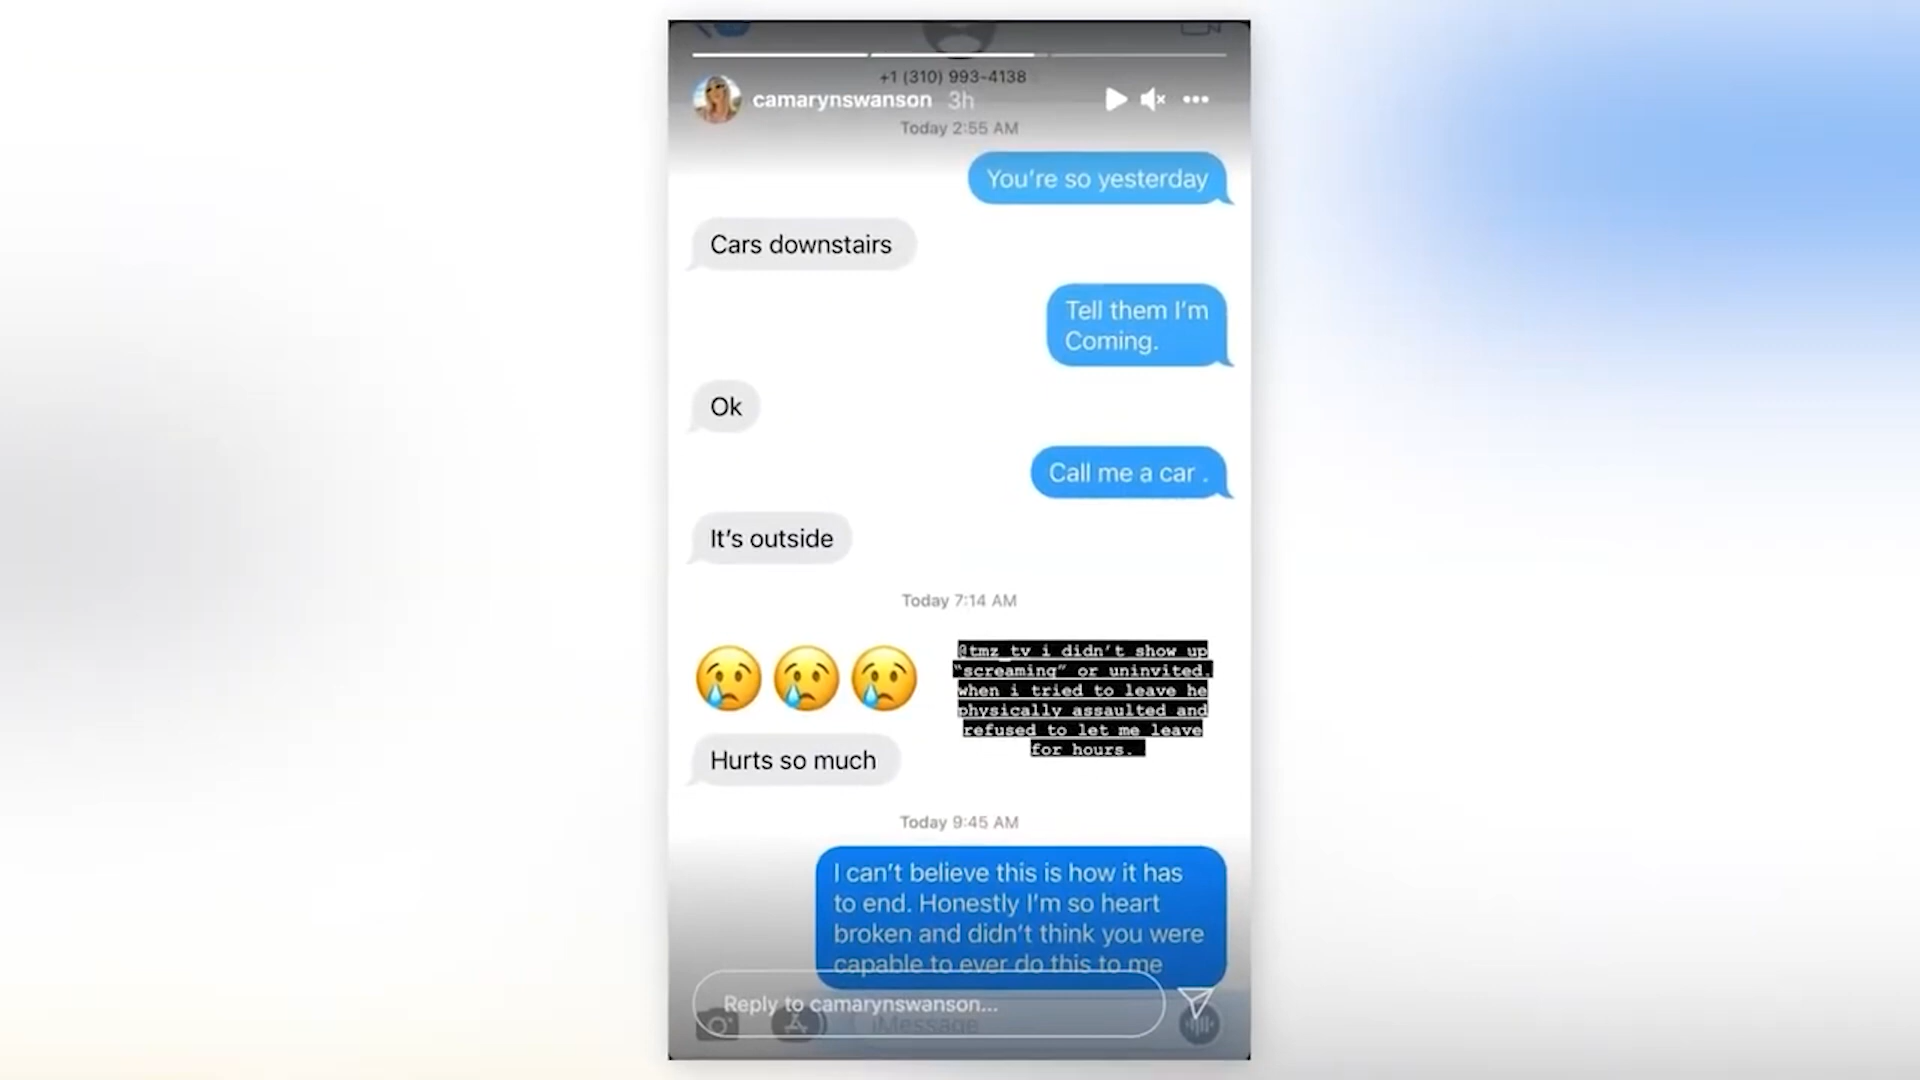 +1 (310) 993-4138
camarynswanson 3h
Today 2:55 AM
You're so yesterday
Cars downstairs
Tell them I'm
Coming.
Ok
Call me a car .
It's outside
Today 7:14 AM
@tmz_tv i didn't show up
"screaming" or uninvited.
when i tried to leave he
physically assaulted and
refused to let me leave
for hours.
Hurts so much
Today 9:45 AM
I can't believe this is how it has
to end. Honestly I'm so heart
broken and didn't think you were
capable to ever do this to me
Reply to camarynswanson...
iMessage